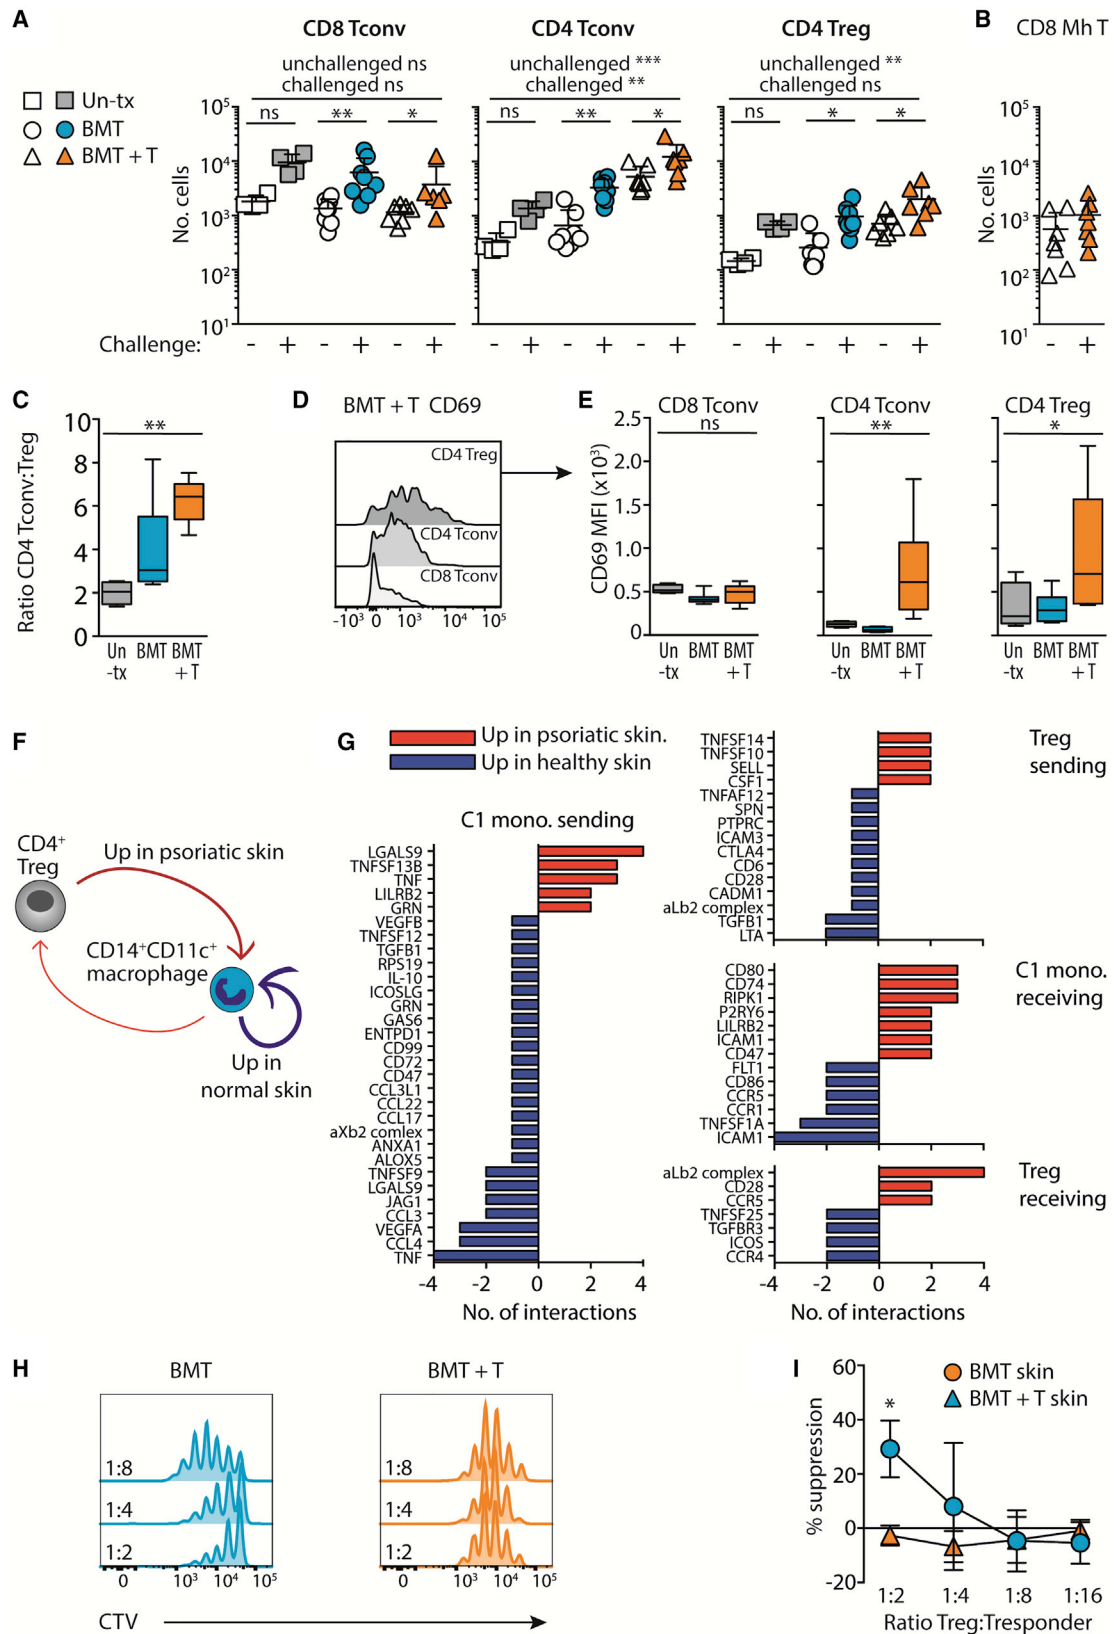 A
CD8 Tconv
CD4 Tconv
CD4 Treg
B
CD8 Mh T
Un-tx
BMT
BMT + T
unchallenged ns
challenged ns
unchallenged ***
challenged **
unchallenged **
challenged ns
ns
**
*
ns
**
*
ns
*
*
No. cells
10⁵
10⁴
10³
10²
10¹
No. cells
10⁵
10⁴
10³
10²
10¹
Challenge:
- + - + - +
- + - + - +
- + - + - +
- +
C
Ratio CD4 Tconv:Treg
10
8
6
4
2
0
**
Un
-tx
BMT
BMT
+ T
D
BMT + T CD69
CD4 Treg
CD4 Tconv
CD8 Tconv
-10³ 0 10³ 10⁴ 10⁵
E
CD8 Tconv
CD4 Tconv
CD4 Treg
ns
**
*
CD69 MFI (x10³)
2.5
2.0
1.5
1.0
0.5
0
Un
-tx
BMT
BMT
+ T
Un
-tx
BMT
BMT
+ T
Un
-tx
BMT
BMT
+ T
F
CD4⁺
Treg
Up in psoriatic skin
CD14⁺CD11c⁺
macrophage
Up in
normal skin
G
Up in psoriatic skin.
Up in healthy skin
C1 mono. sending
LGALS9
TNFSF13B
TNF
LILRB2
GRN
VEGFB
TNFSF12
TGFB1
RPS19
IL-10
ICOSLG
GRN
GAS6
ENTPD1
CD99
CD72
CD47
CCL3L1
CCL22
CCL17
aXb2 comlex
ANXA1
ALOX5
TNFSF9
LGALS9
JAG1
CCL3
VEGFA
CCL4
TNF
-4 -2 0 2 4
No. of interactions
Treg
sending
TNFSF14
TNFSF10
SELL
CSF1
TNFAF12
SPN
PTPRC
ICAM3
CTLA4
CD6
CD28
CADM1
aLb2 complex
TGFB1
LTA
C1 mono.
receiving
CD80
CD74
RIPK1
P2RY6
LILRB2
ICAM1
CD47
FLT1
CD86
CCR5
CCR1
TNFSF1A
ICAM1
Treg
receiving
aLb2 complex
CD28
CCR5
TNFSF25
TGFBR3
ICOS
CCR4
-4 -2 0 2 4
No. of interactions
H
BMT
BMT + T
1:8
1:4
1:2
0 10³ 10⁴ 10⁵
1:8
1:4
1:2
0 10³ 10⁴ 10⁵
CTV
I
BMT skin
BMT + T skin
*
% suppression
60
40
20
0
-20
1:2 1:4 1:8 1:16
Ratio Treg:Tresponder